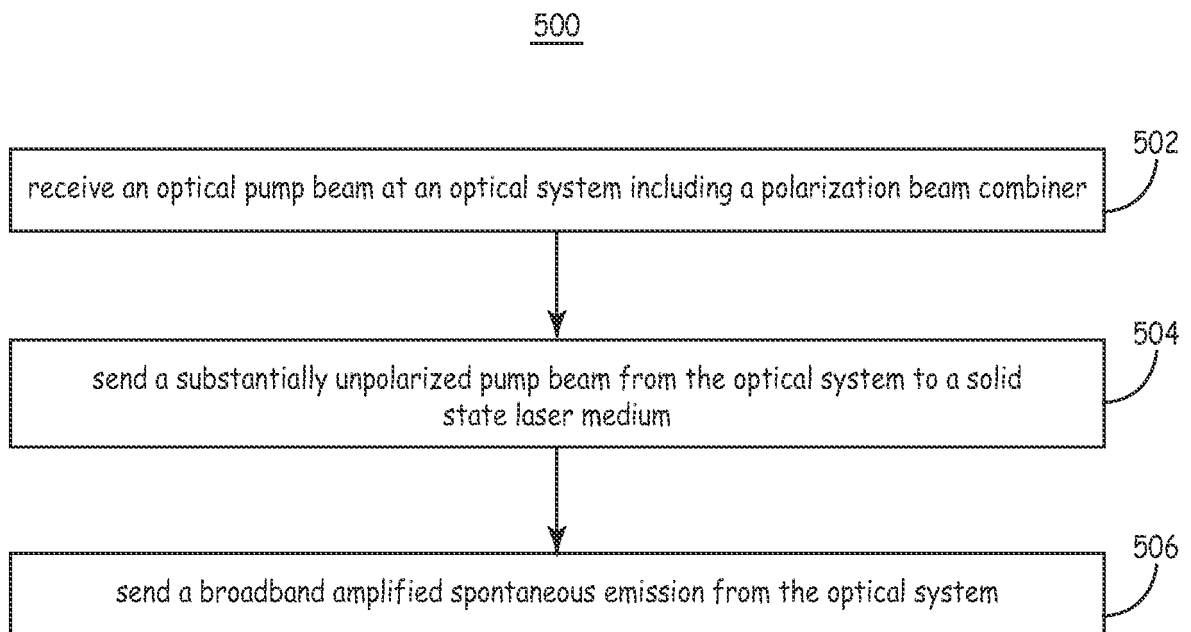 500
502
receive an optical pump beam at an optical system including a polarization beam combiner
504
send a substantially unpolarized pump beam from the optical system to a solid
state laser medium
506
send a broadband amplified spontaneous emission from the optical system